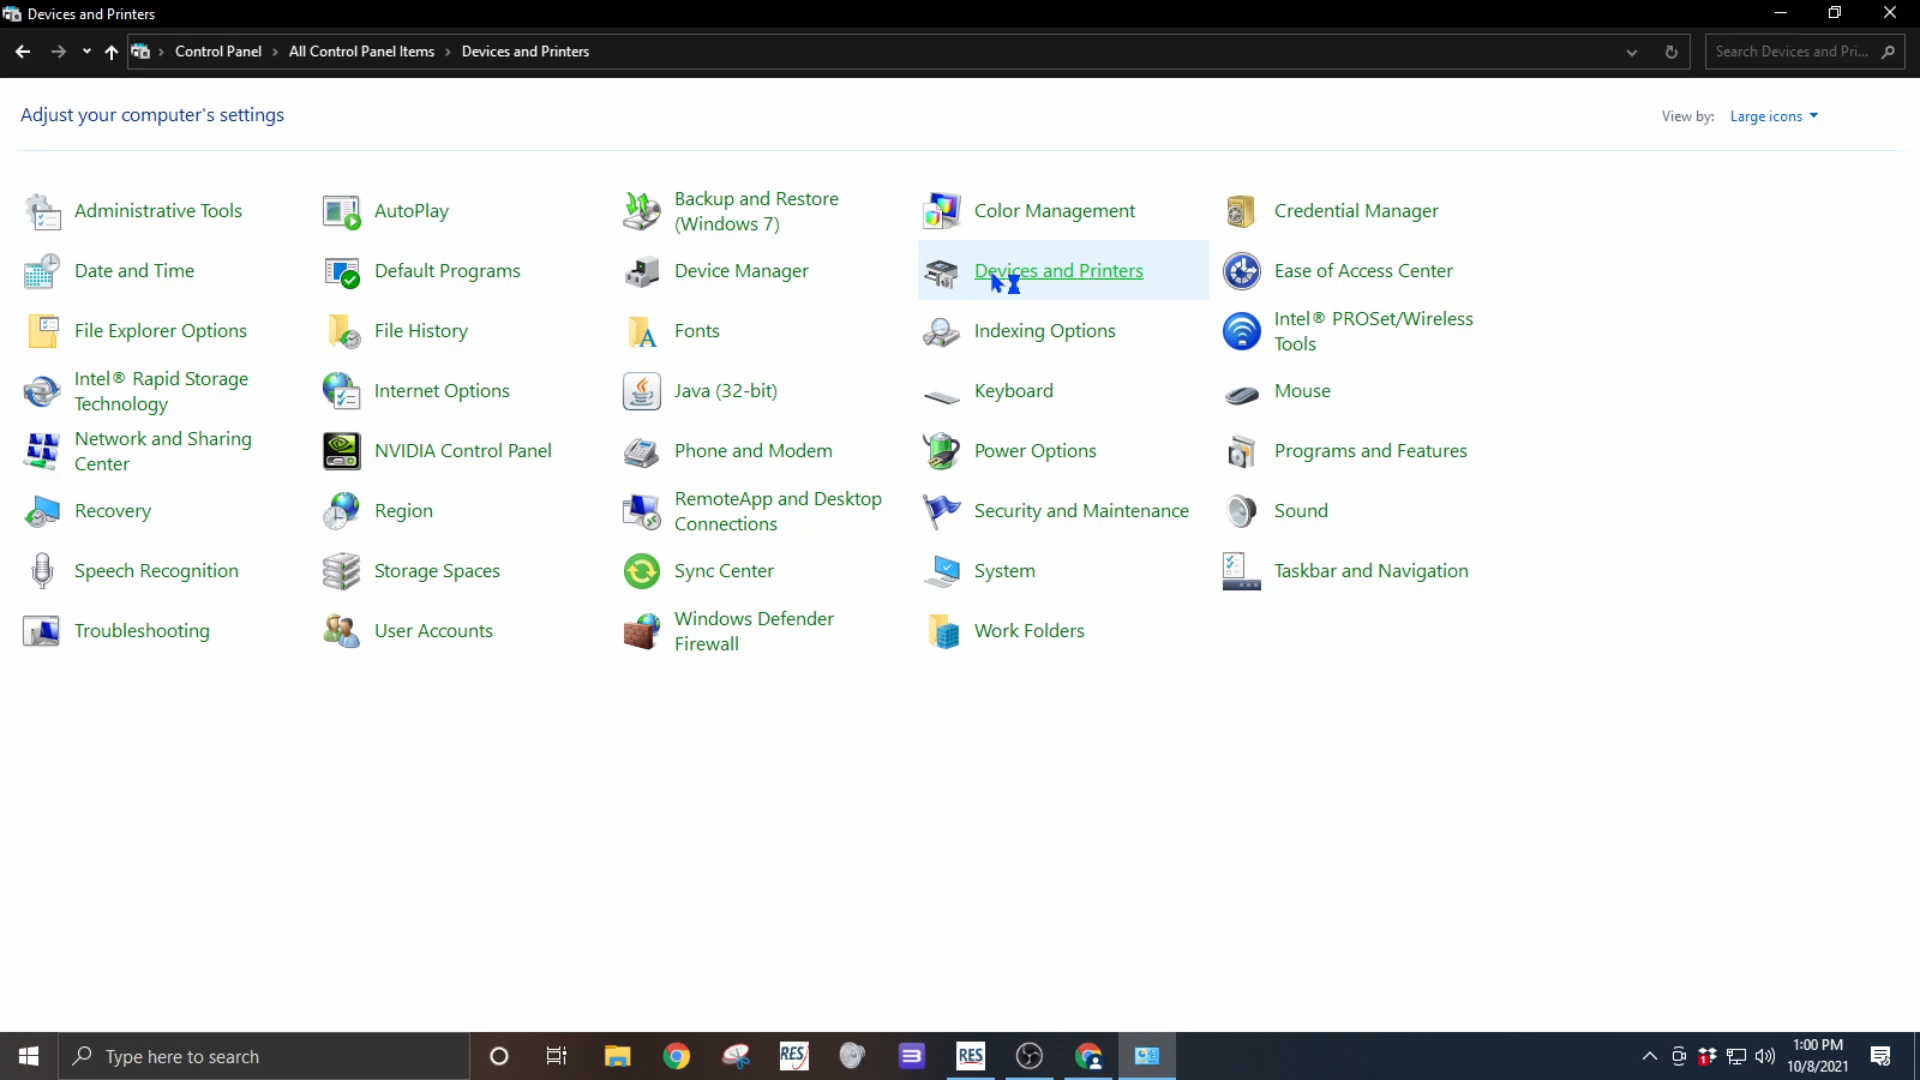 Devices and Printers
Control Panel > All Control Panel Items > Devices and Printers
Search Devices and Pri...
Adjust your computer's settings
View by: Large icons
Administrative Tools
AutoPlay
Backup and Restore
(Windows 7)
Color Management
Credential Manager
Date and Time
Default Programs
Device Manager
Devices and Printers
Ease of Access Center
File Explorer Options
File History
Fonts
Indexing Options
Intel® PROSet/Wireless
Tools
Intel® Rapid Storage
Technology
Internet Options
Java (32-bit)
Keyboard
Mouse
Network and Sharing
Center
NVIDIA Control Panel
Phone and Modem
Power Options
Programs and Features
Recovery
Region
RemoteApp and Desktop
Connections
Security and Maintenance
Sound
Speech Recognition
Storage Spaces
Sync Center
System
Taskbar and Navigation
Troubleshooting
User Accounts
Windows Defender
Firewall
Work Folders
Type here to search
RES
RES
1:00 PM
10/8/2021